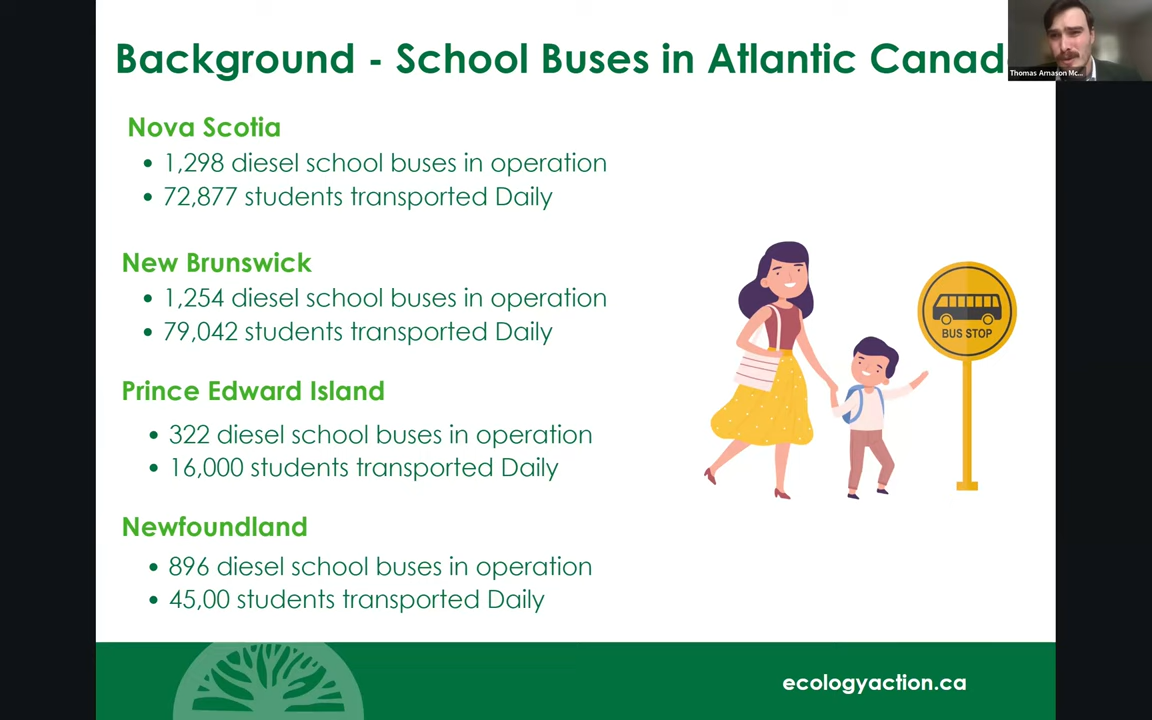 Background - School Buses in Atlantic Canad
Thomas Arnason Mc...
Nova Scotia
• 1,298 diesel school buses in operation
• 72,877 students transported Daily
New Brunswick
• 1,254 diesel school buses in operation
• 79,042 students transported Daily
Prince Edward Island
• 322 diesel school buses in operation
• 16,000 students transported Daily
BUS STOP
Newfoundland
• 896 diesel school buses in operation
• 45,00 students transported Daily
ecologyaction.ca